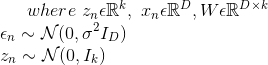 where z_n ϵ ℝ^k, x_n ϵ ℝ^D, W ϵ ℝ^{D×k}
ϵ_n ∼ 𝒩(0, σ^2 I_D)
z_n ∼ 𝒩(0, I_k)